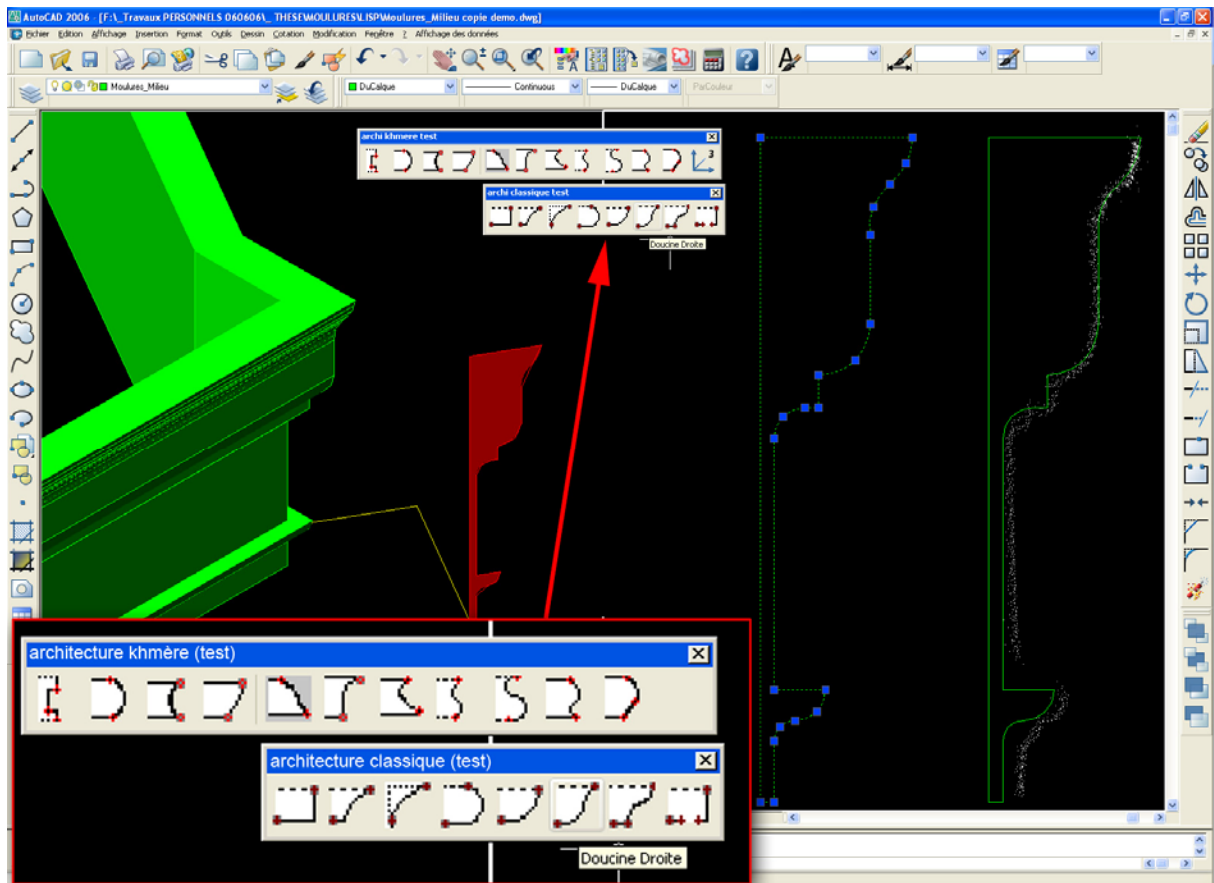 AutoCAD 2006 - [F:\_Travaux PERSONNELS 060606\_ THESE\MOULURES\LISP\Moulures_Milieu copie demo.dwg]
Fichier Edition Affichage Insertion Format Outils Dessin Cotation Modification Fenêtre ? Affichage des données
Moulures_Milieu DuCalque Continuous DuCalque ParCouleur
archi khmere test
3
archi classique test
Doucine Droite
architecture khmère (test)
architecture classique (test)
Doucine Droite